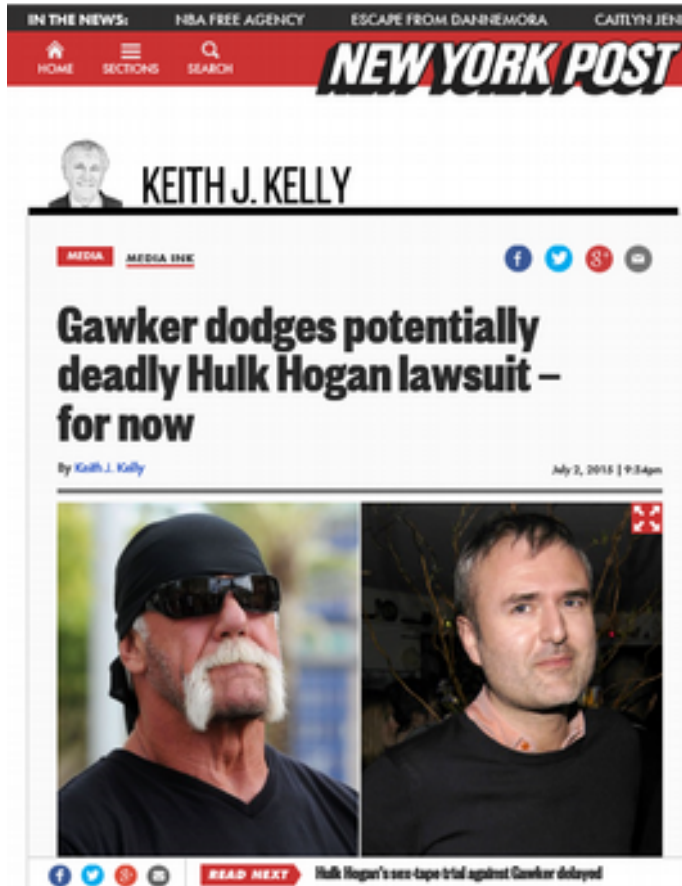 IN THE NEWS: NBA FREE AGENCY ESCAPE FROM DANNEMORA CAITLYN JEN
HOME SECTIONS SEARCH NEW YORK POST
KEITH J. KELLY
MEDIA MEDIA INK
Gawker dodges potentially
deadly Hulk Hogan lawsuit –
for now
By Keith J. Kelly July 2, 2015 | 9:54pm
READ NEXT Hulk Hogan's sex-tape trial against Gawker delayed